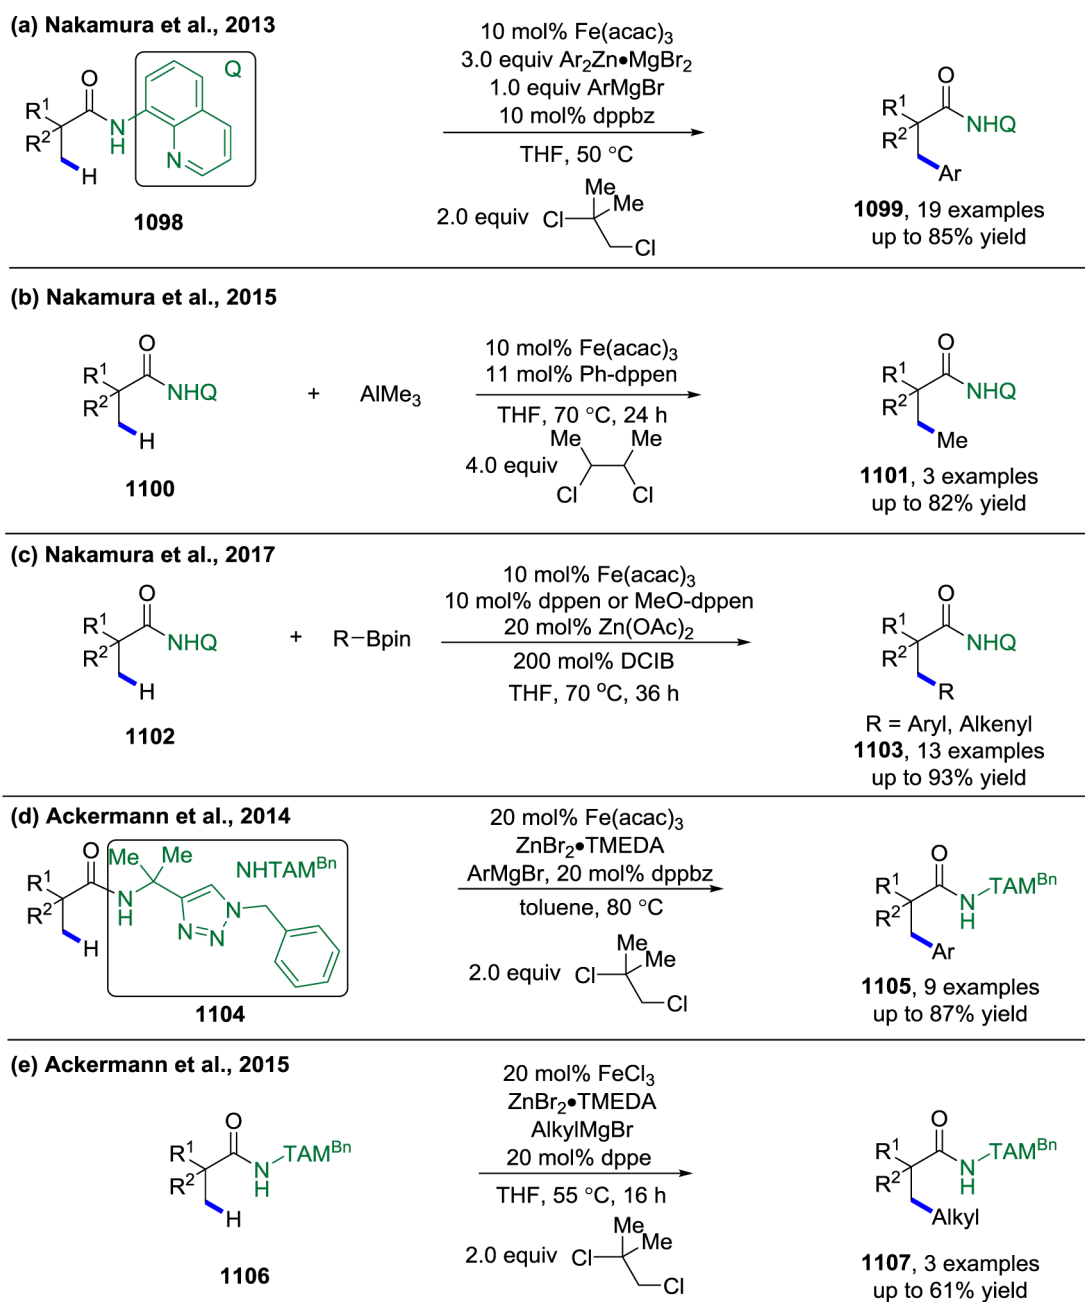 (a) Nakamura et al., 2013
R1
R2
O
N
H
H
Q
N
1098
10 mol% Fe(acac)3
3.0 equiv Ar2Zn•MgBr2
1.0 equiv ArMgBr
10 mol% dppbz
THF, 50 °C
2.0 equiv
Me
Me
Cl
Cl
R1
R2
O
NHQ
Ar
1099, 19 examples
up to 85% yield
(b) Nakamura et al., 2015
R1
R2
O
NHQ
H
1100
+
AlMe3
10 mol% Fe(acac)3
11 mol% Ph-dppen
THF, 70 °C, 24 h
4.0 equiv
Me
Me
Cl
Cl
R1
R2
O
NHQ
Me
1101, 3 examples
up to 82% yield
(c) Nakamura et al., 2017
R1
R2
O
NHQ
H
1102
+
R–Bpin
10 mol% Fe(acac)3
10 mol% dppen or MeO-dppen
20 mol% Zn(OAc)2
200 mol% DCIB
THF, 70 oC, 36 h
R1
R2
O
NHQ
R
R = Aryl, Alkenyl
1103, 13 examples
up to 93% yield
(d) Ackermann et al., 2014
R1
R2
O
N
H
H
Me
Me
NHTAMBn
N
N
N
1104
20 mol% Fe(acac)3
ZnBr2•TMEDA
ArMgBr, 20 mol% dppbz
toluene, 80 °C
2.0 equiv
Me
Me
Cl
Cl
R1
R2
O
N
H
TAMBn
Ar
1105, 9 examples
up to 87% yield
(e) Ackermann et al., 2015
R1
R2
O
N
H
TAMBn
H
1106
20 mol% FeCl3
ZnBr2•TMEDA
AlkylMgBr
20 mol% dppe
THF, 55 °C, 16 h
2.0 equiv
Me
Me
Cl
Cl
R1
R2
O
N
H
TAMBn
Alkyl
1107, 3 examples
up to 61% yield